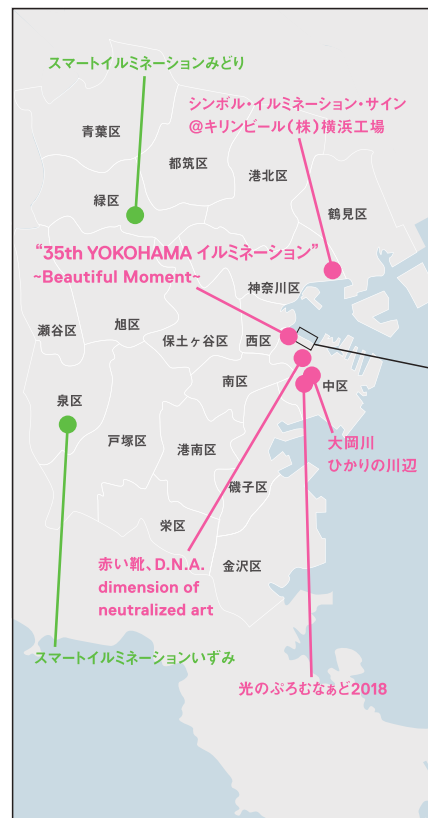 スマートイルミネーションみどり
シンボル・イルミネーション・サイン
@キリンビール(株)横浜工場
青葉区
都筑区
港北区
緑区
鶴見区
“35th YOKOHAMA イルミネーション”
~Beautiful Moment~
神奈川区
瀬谷区
旭区
保土ヶ谷区
西区
南区
中区
泉区
戸塚区
港南区
大岡川
ひかりの川辺
磯子区
栄区
金沢区
赤い靴、D.N.A.
dimension of
neutralized art
スマートイルミネーションいずみ
光のぷろむなぁど2018